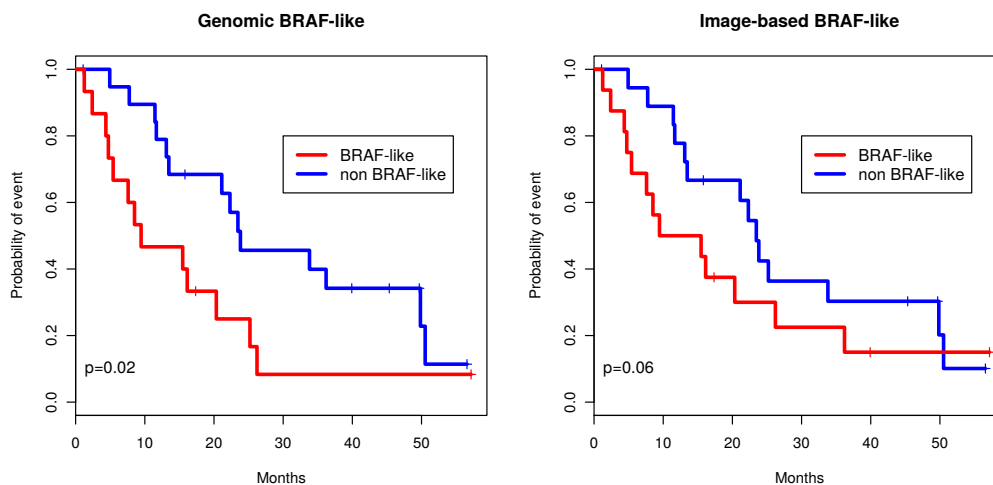 Genomic BRAF-like
Probability of event
1.0
0.8
0.6
0.4
0.2
0.0
BRAF-like
non BRAF-like
p=0.02
0 10 20 30 40 50
Months
Image-based BRAF-like
Probability of event
1.0
0.8
0.6
0.4
0.2
0.0
BRAF-like
non BRAF-like
p=0.06
0 10 20 30 40 50
Months